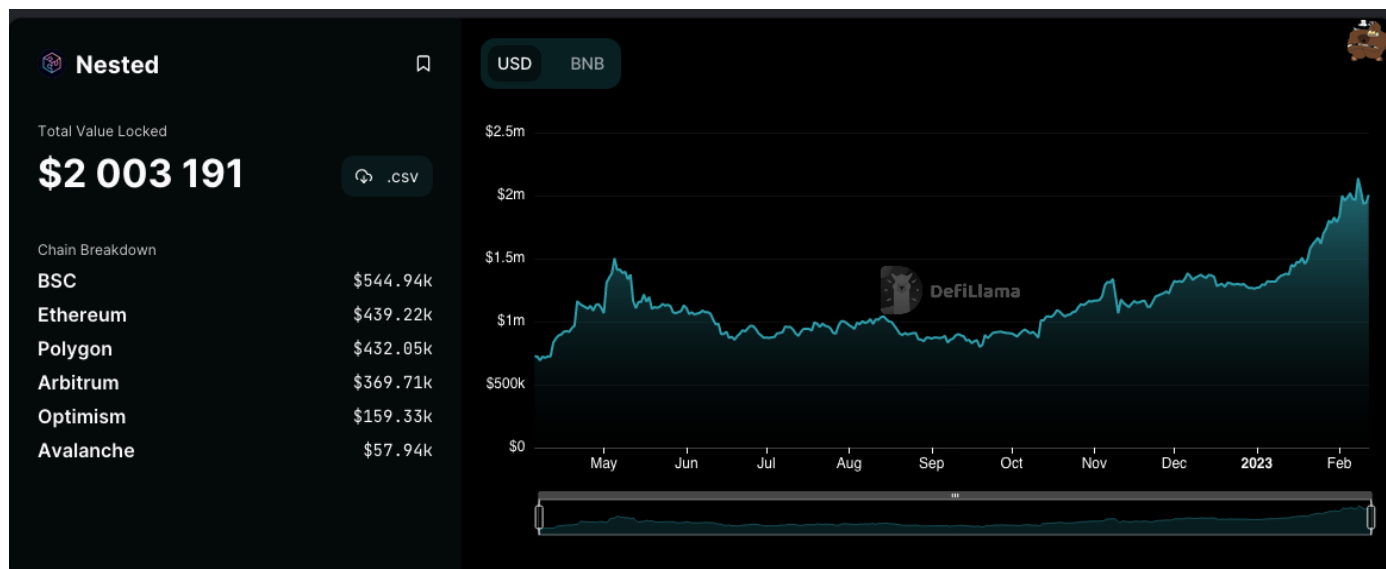 Nested
Total Value Locked
$2 003 191
.csv
Chain Breakdown
BSC $544.94k
Ethereum $439.22k
Polygon $432.05k
Arbitrum $369.71k
Optimism $159.33k
Avalanche $57.94k
USD BNB
$2.5m
$2m
$1.5m
$1m
$500k
$0
DefiLlama
May Jun Jul Aug Sep Oct Nov Dec 2023 Feb